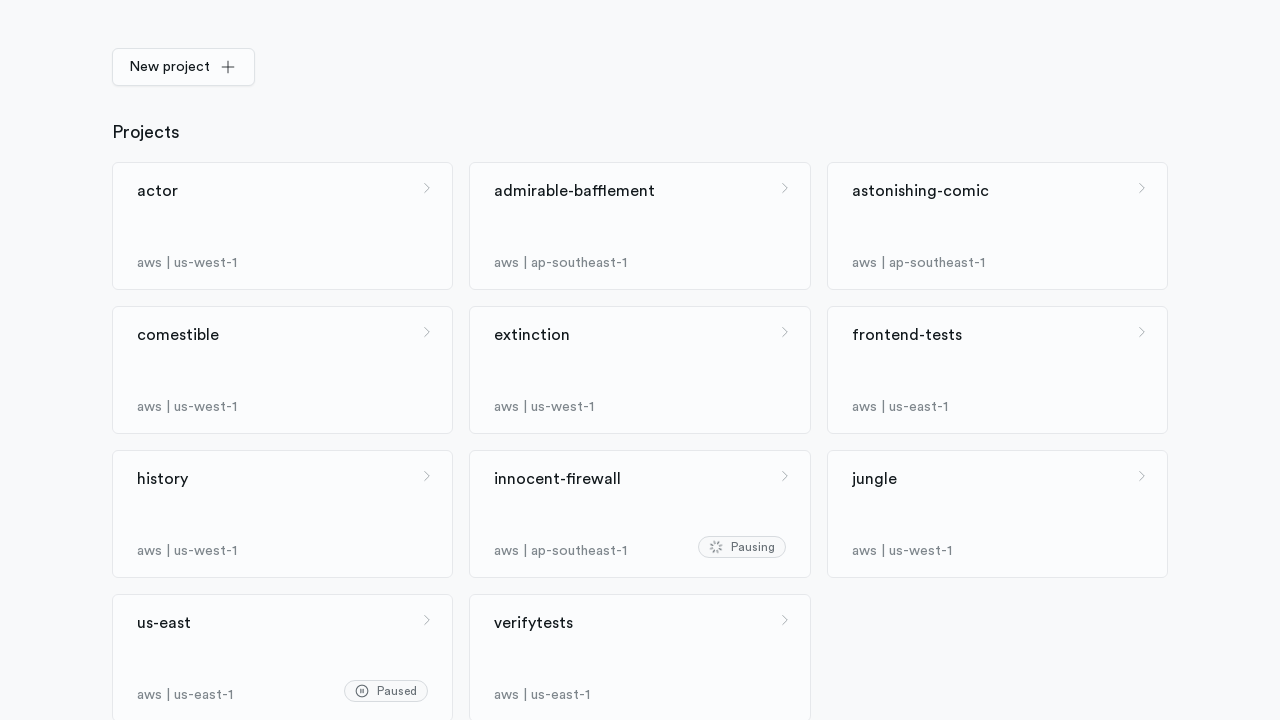 New project
Projects
actor
aws | us-west-1
admirable-bafflement
aws | ap-southeast-1
astonishing-comic
aws | ap-southeast-1
comestible
aws | us-west-1
extinction
aws | us-west-1
frontend-tests
aws | us-east-1
history
aws | us-west-1
innocent-firewall
aws | ap-southeast-1
Pausing
jungle
aws | us-west-1
us-east
aws | us-east-1
Paused
verifytests
aws | us-east-1